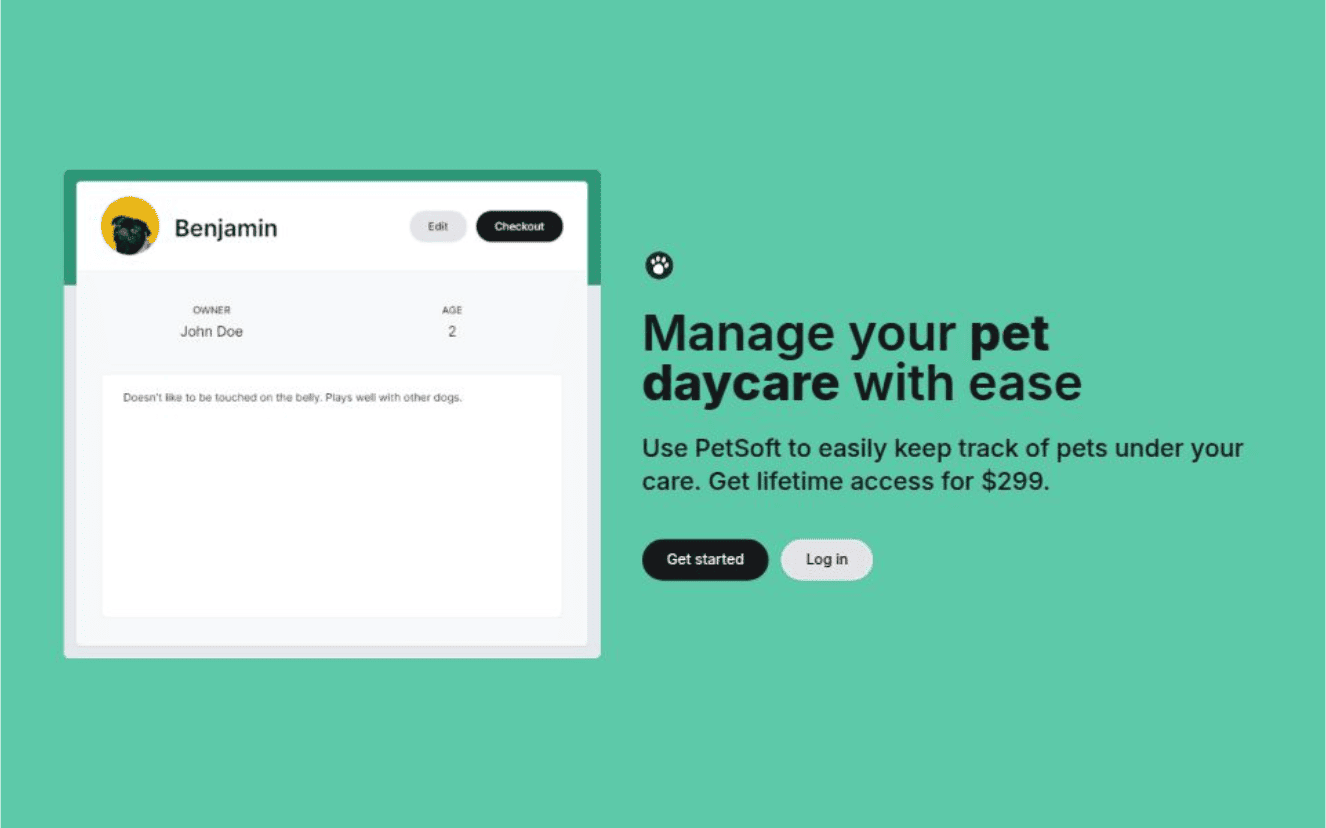 Benjamin
Edit
Checkout
OWNER
AGE
John Doe
2
Doesn't like to be touched on the belly. Plays well with other dogs.
Manage your pet
daycare with ease
Use PetSoft to easily keep track of pets under your
care. Get lifetime access for $299.
Get started
Log in